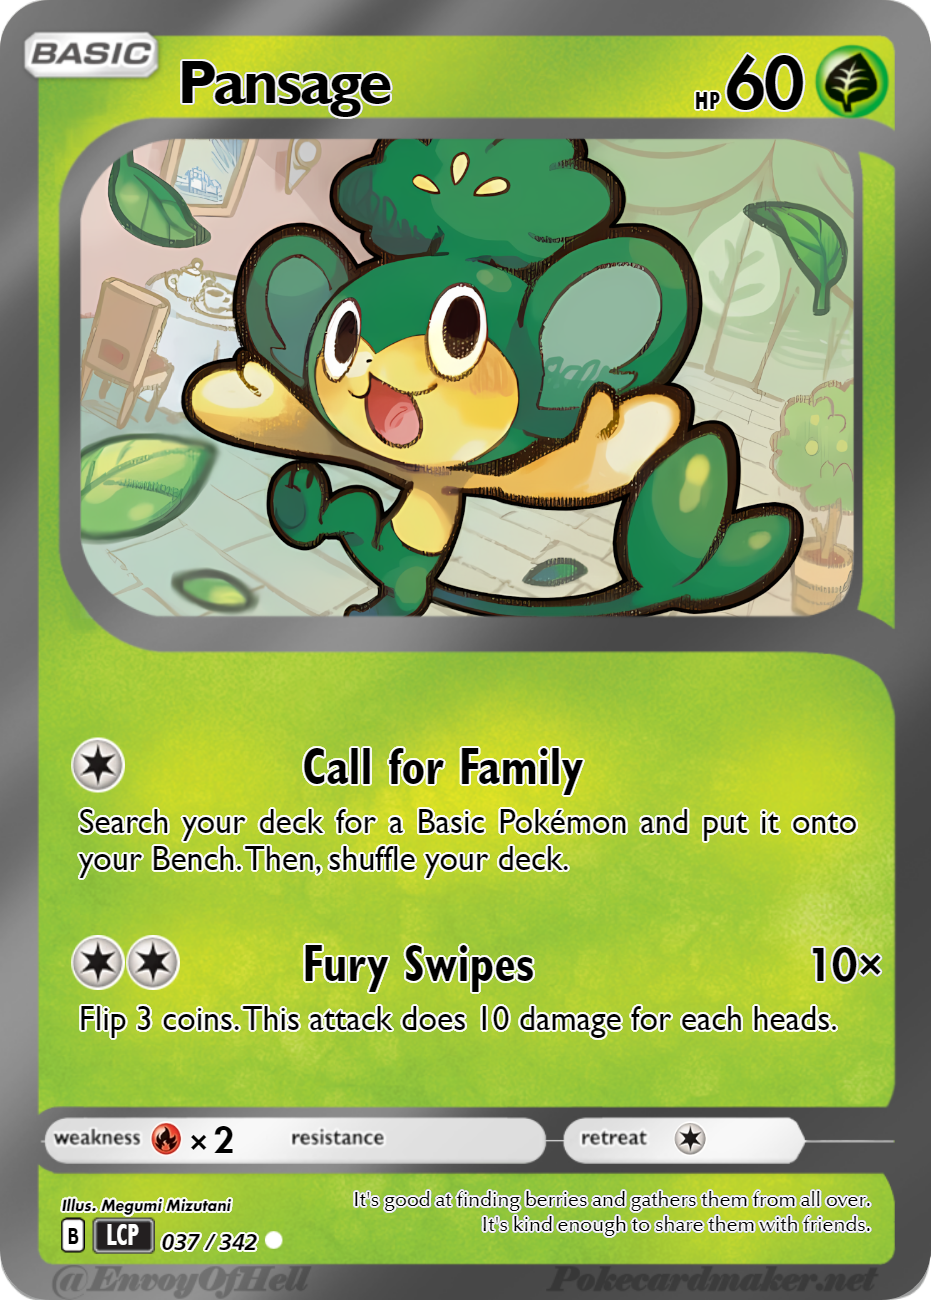 BASIC
Pansage
HP 60
Call for Family
Search your deck for a Basic Pokémon and put it onto
your Bench. Then, shuffle your deck.
Fury Swipes 10×
Flip 3 coins. This attack does 10 damage for each heads.
weakness × 2 resistance retreat
Illus. Megumi Mizutani
It's good at finding berries and gathers them from all over.
It's kind enough to share them with friends.
B LCP 037 / 342
@EnvoyOfHell Pokecardmaker.net